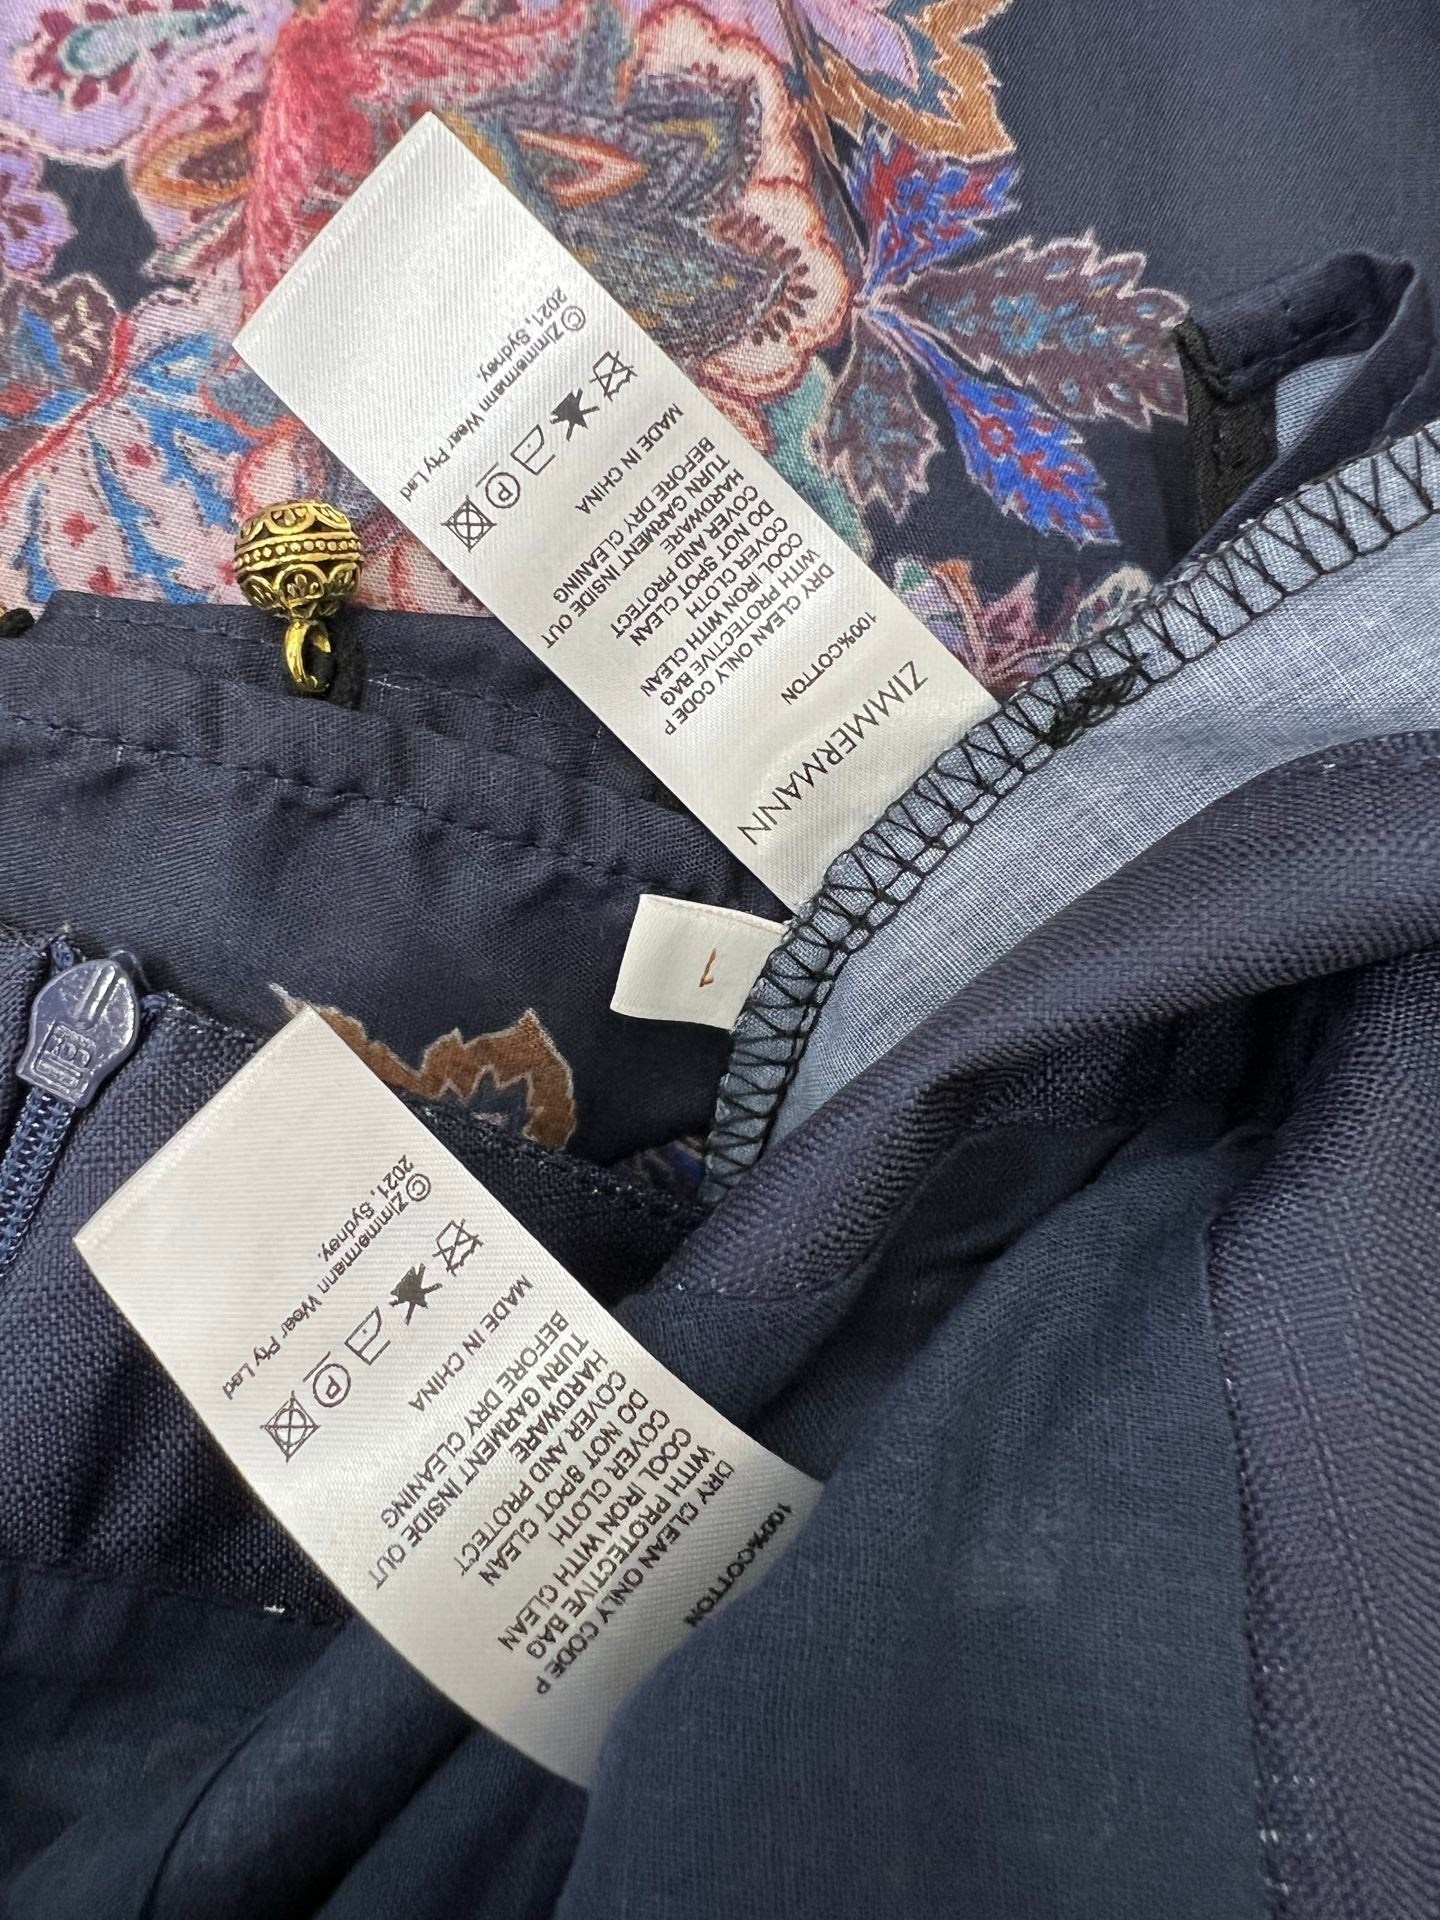 ZIMMERMANN
100%COTTON
DRY CLEAN ONLY CODE P
WITH PROTECTIVE BAG
COOL IRON WITH CLEAN
COVER CLOTH
DO NOT SPOT CLEAN
COVER AND PROTECT
HARDWARE
TURN GARMENT INSIDE OUT
BEFORE DRY CLEANING
MADE IN CHINA
P
©Zimmermann Wear Pty Lad
2021, Sydney.
1
100%COTTON
DRY CLEAN ONLY CODE P
WITH PROTECTIVE BAG
COOL IRON WITH CLEAN
COVER CLOTH
DO NOT SPOT CLEAN
COVER AND PROTECT
HARDWARE
TURN GARMENT INSIDE OUT
BEFORE DRY CLEANING
MADE IN CHINA
P
©Zimmermann Wear Pty Lad
2021, Sydney.